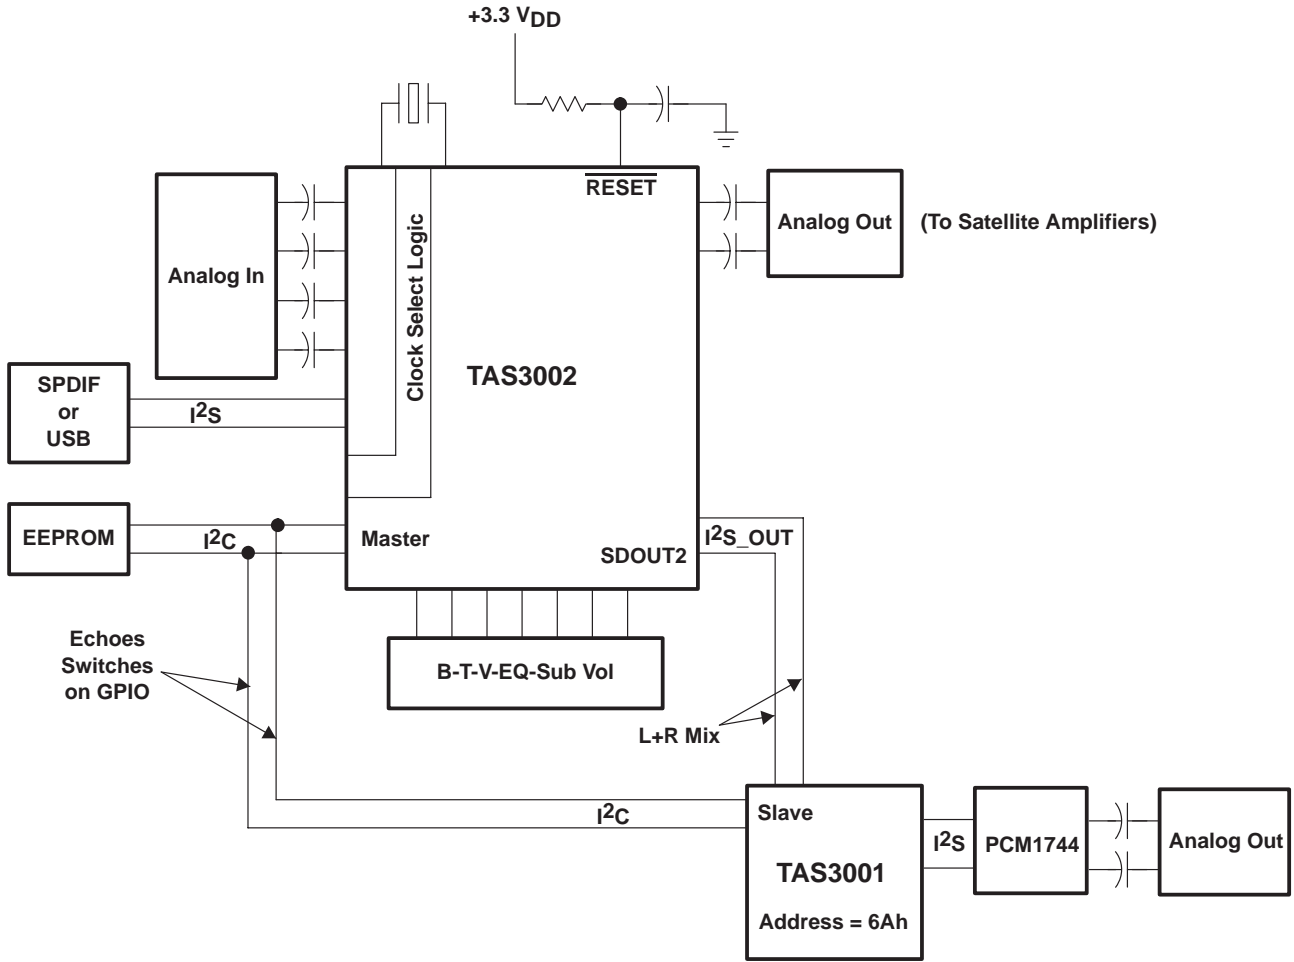 +3.3 VDD
RESET
Analog In
Clock Select Logic
Analog Out
(To Satellite Amplifiers)
TAS3002
SPDIF
or
USB
I2S
EEPROM
I2C
Master
SDOUT2
I2S_OUT
Echoes
Switches
on GPIO
B-T-V-EQ-Sub Vol
L+R Mix
I2C
Slave
TAS3001
Address = 6Ah
I2S
PCM1744
Analog Out